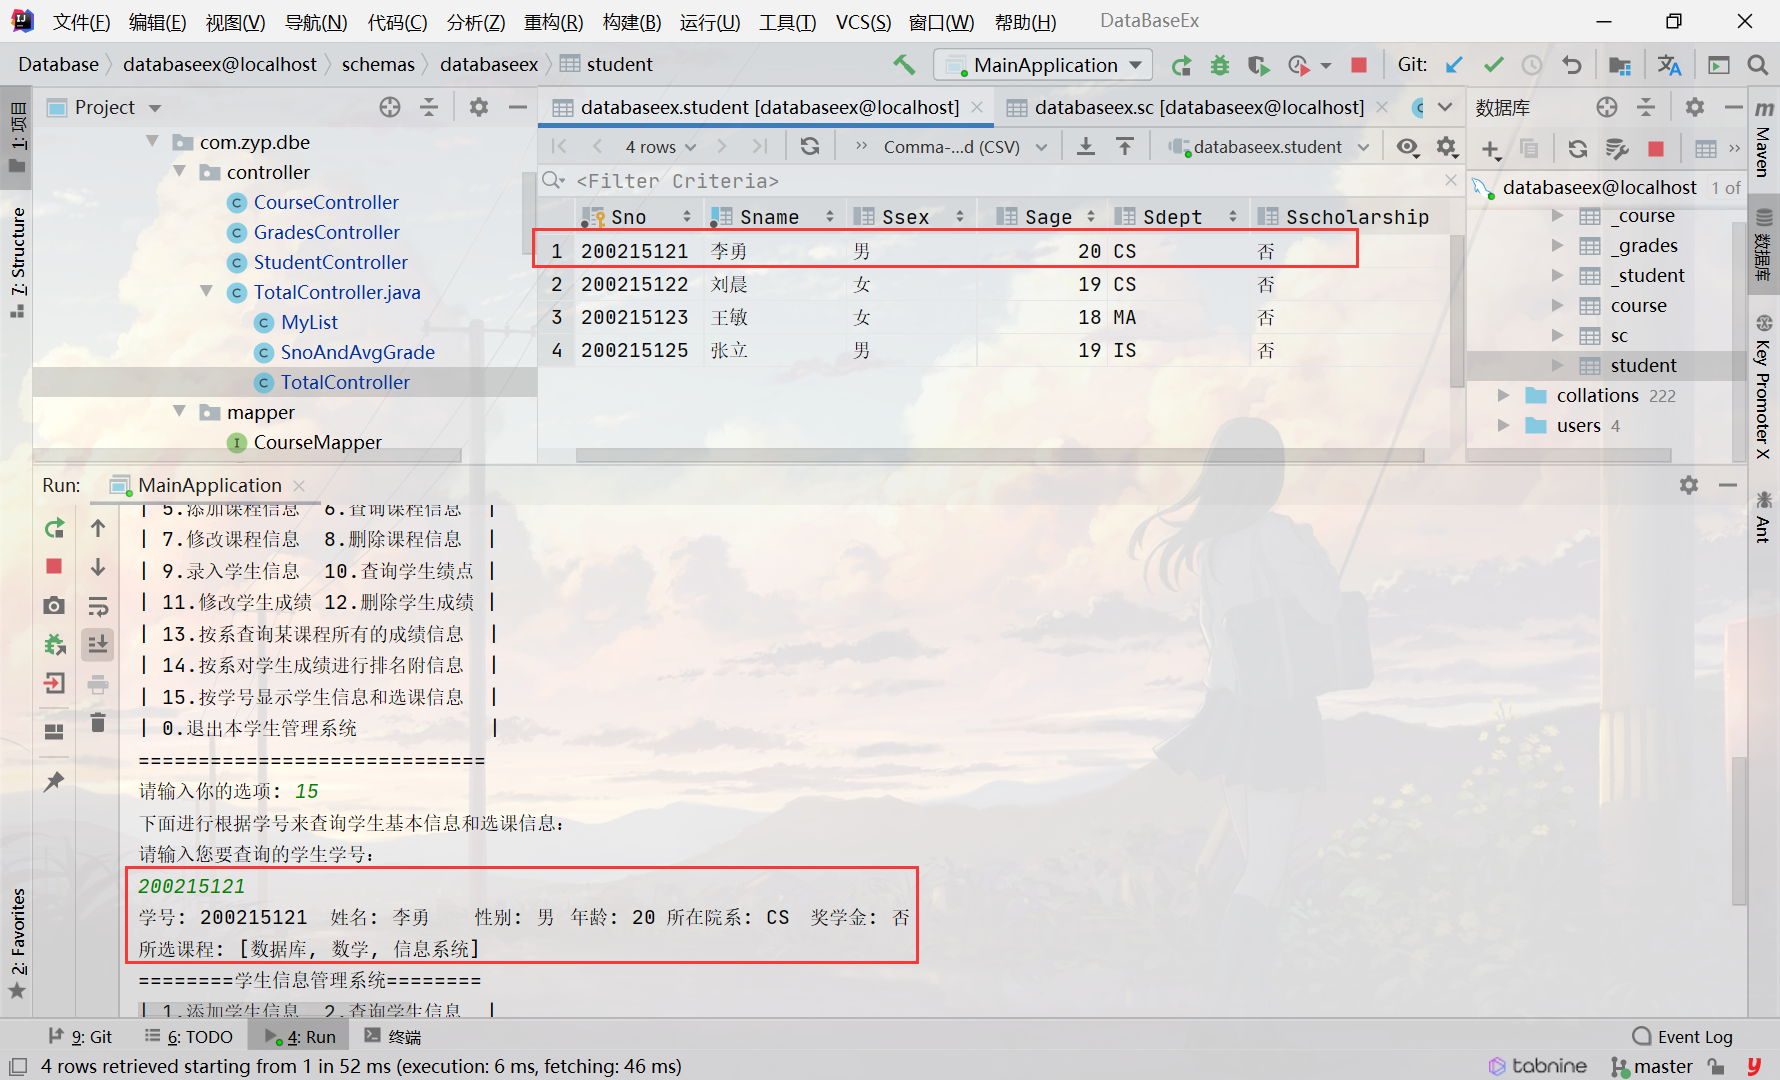 文件(F) 编辑(E) 视图(V) 导航(N) 代码(C) 分析(Z) 重构(R) 构建(B) 运行(U) 工具(T) VCS(S) 窗口(W) 帮助(H) DataBaseEx
Database databaseex@localhost schemas databaseex student MainApplication Git:
1: 项目
7: Structure
2: Favorites
Project
com.zyp.dbe
controller
CourseController
GradesController
StudentController
TotalController.java
MyList
SnoAndAvgGrade
TotalController
mapper
CourseMapper
databaseex.student [databaseex@localhost] databaseex.sc [databaseex@localhost]
4 rows Comma-...d (CSV) databaseex.student
<Filter Criteria>
Sno Sname Ssex Sage Sdept Sscholarship
1 200215121 李勇 男 20 CS 否
2 200215122 刘晨 女 19 CS 否
3 200215123 王敏 女 18 MA 否
4 200215125 张立 男 19 IS 否
数据库
databaseex@localhost 1 of
_course
_grades
_student
course
sc
student
collations 222
users 4
Maven
数据库
Key Promoter X
Ant
Run: MainApplication
| 5.添加课程信息 6.查询课程信息 |
| 7.修改课程信息 8.删除课程信息 |
| 9.录入学生信息 10.查询学生绩点 |
| 11.修改学生成绩 12.删除学生成绩 |
| 13.按系查询某课程所有的成绩信息 |
| 14.按系对学生成绩进行排名附信息 |
| 15.按学号显示学生信息和选课信息 |
| 0.退出本学生管理系统 |
=============================
请输入你的选项: 15
下面进行根据学号来查询学生基本信息和选课信息:
请输入您要查询的学生学号:
200215121
学号: 200215121 姓名: 李勇 性别: 男 年龄: 20 所在院系: CS 奖学金: 否
所选课程: [数据库, 数学, 信息系统]
========学生信息管理系统========
| 1.添加学生信息 2.查询学生信息 |
9: Git 6: TODO 4: Run 终端 Event Log
4 rows retrieved starting from 1 in 52 ms (execution: 6 ms, fetching: 46 ms) tabnine master